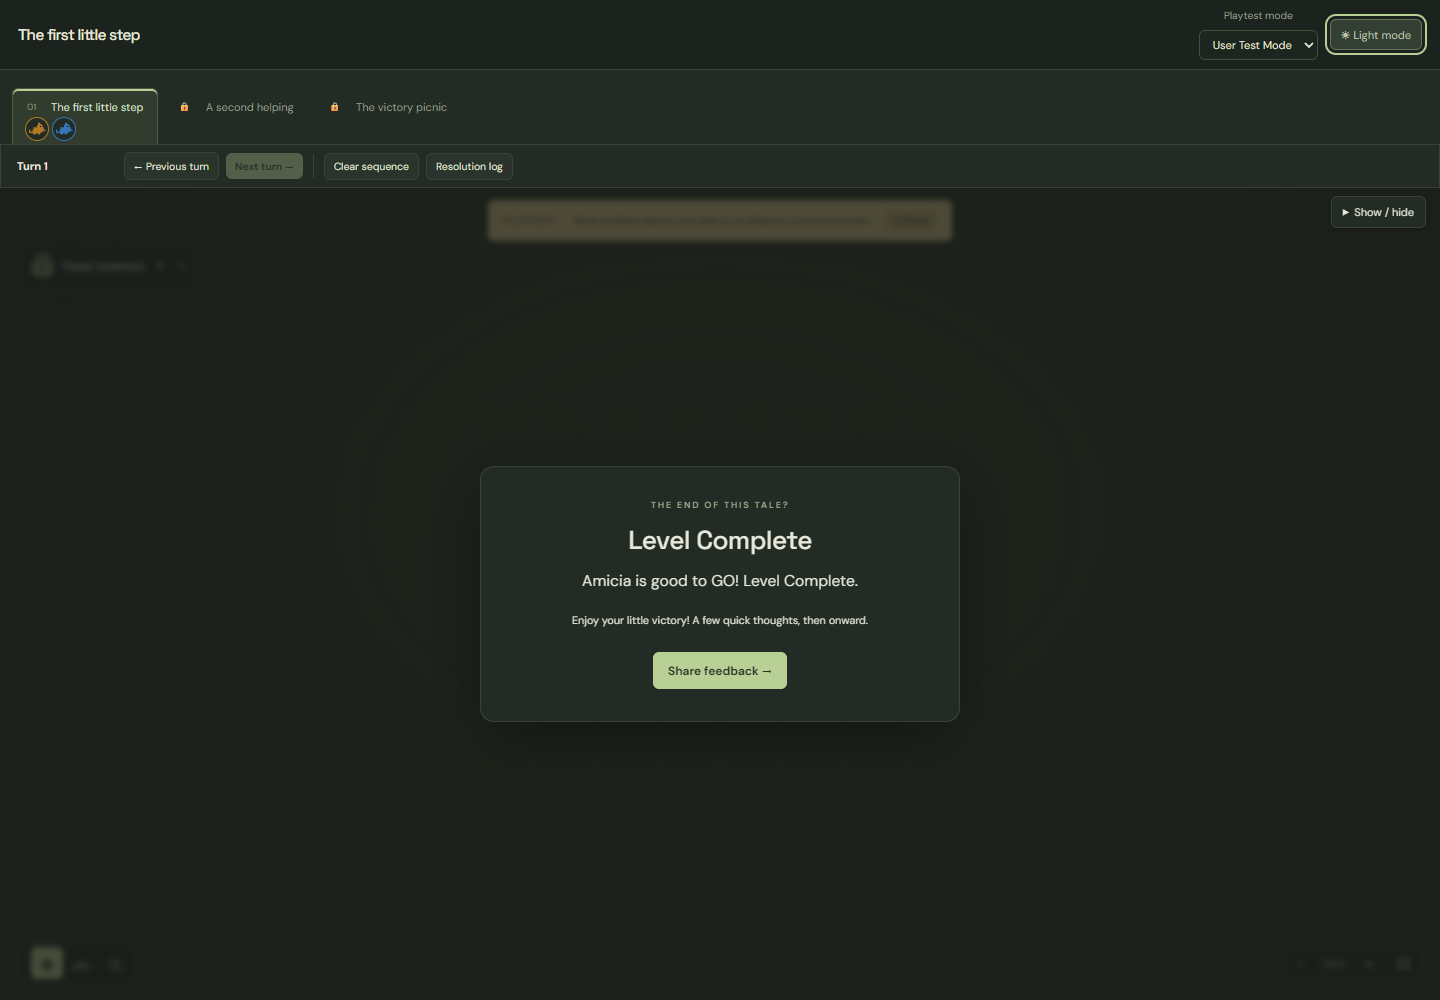 The first little step
Playtest mode
User Test Mode
☀ Light mode
01 The first little step
A second helping
The victory picnic
Turn 1
← Previous turn
Next turn →
Clear sequence
Resolution log
▶ Show / hide
Player Inventory
THE END OF THIS TALE?
Level Complete
Amicia is good to GO! Level Complete.
Enjoy your little victory! A few quick thoughts, then onward.
Share feedback →